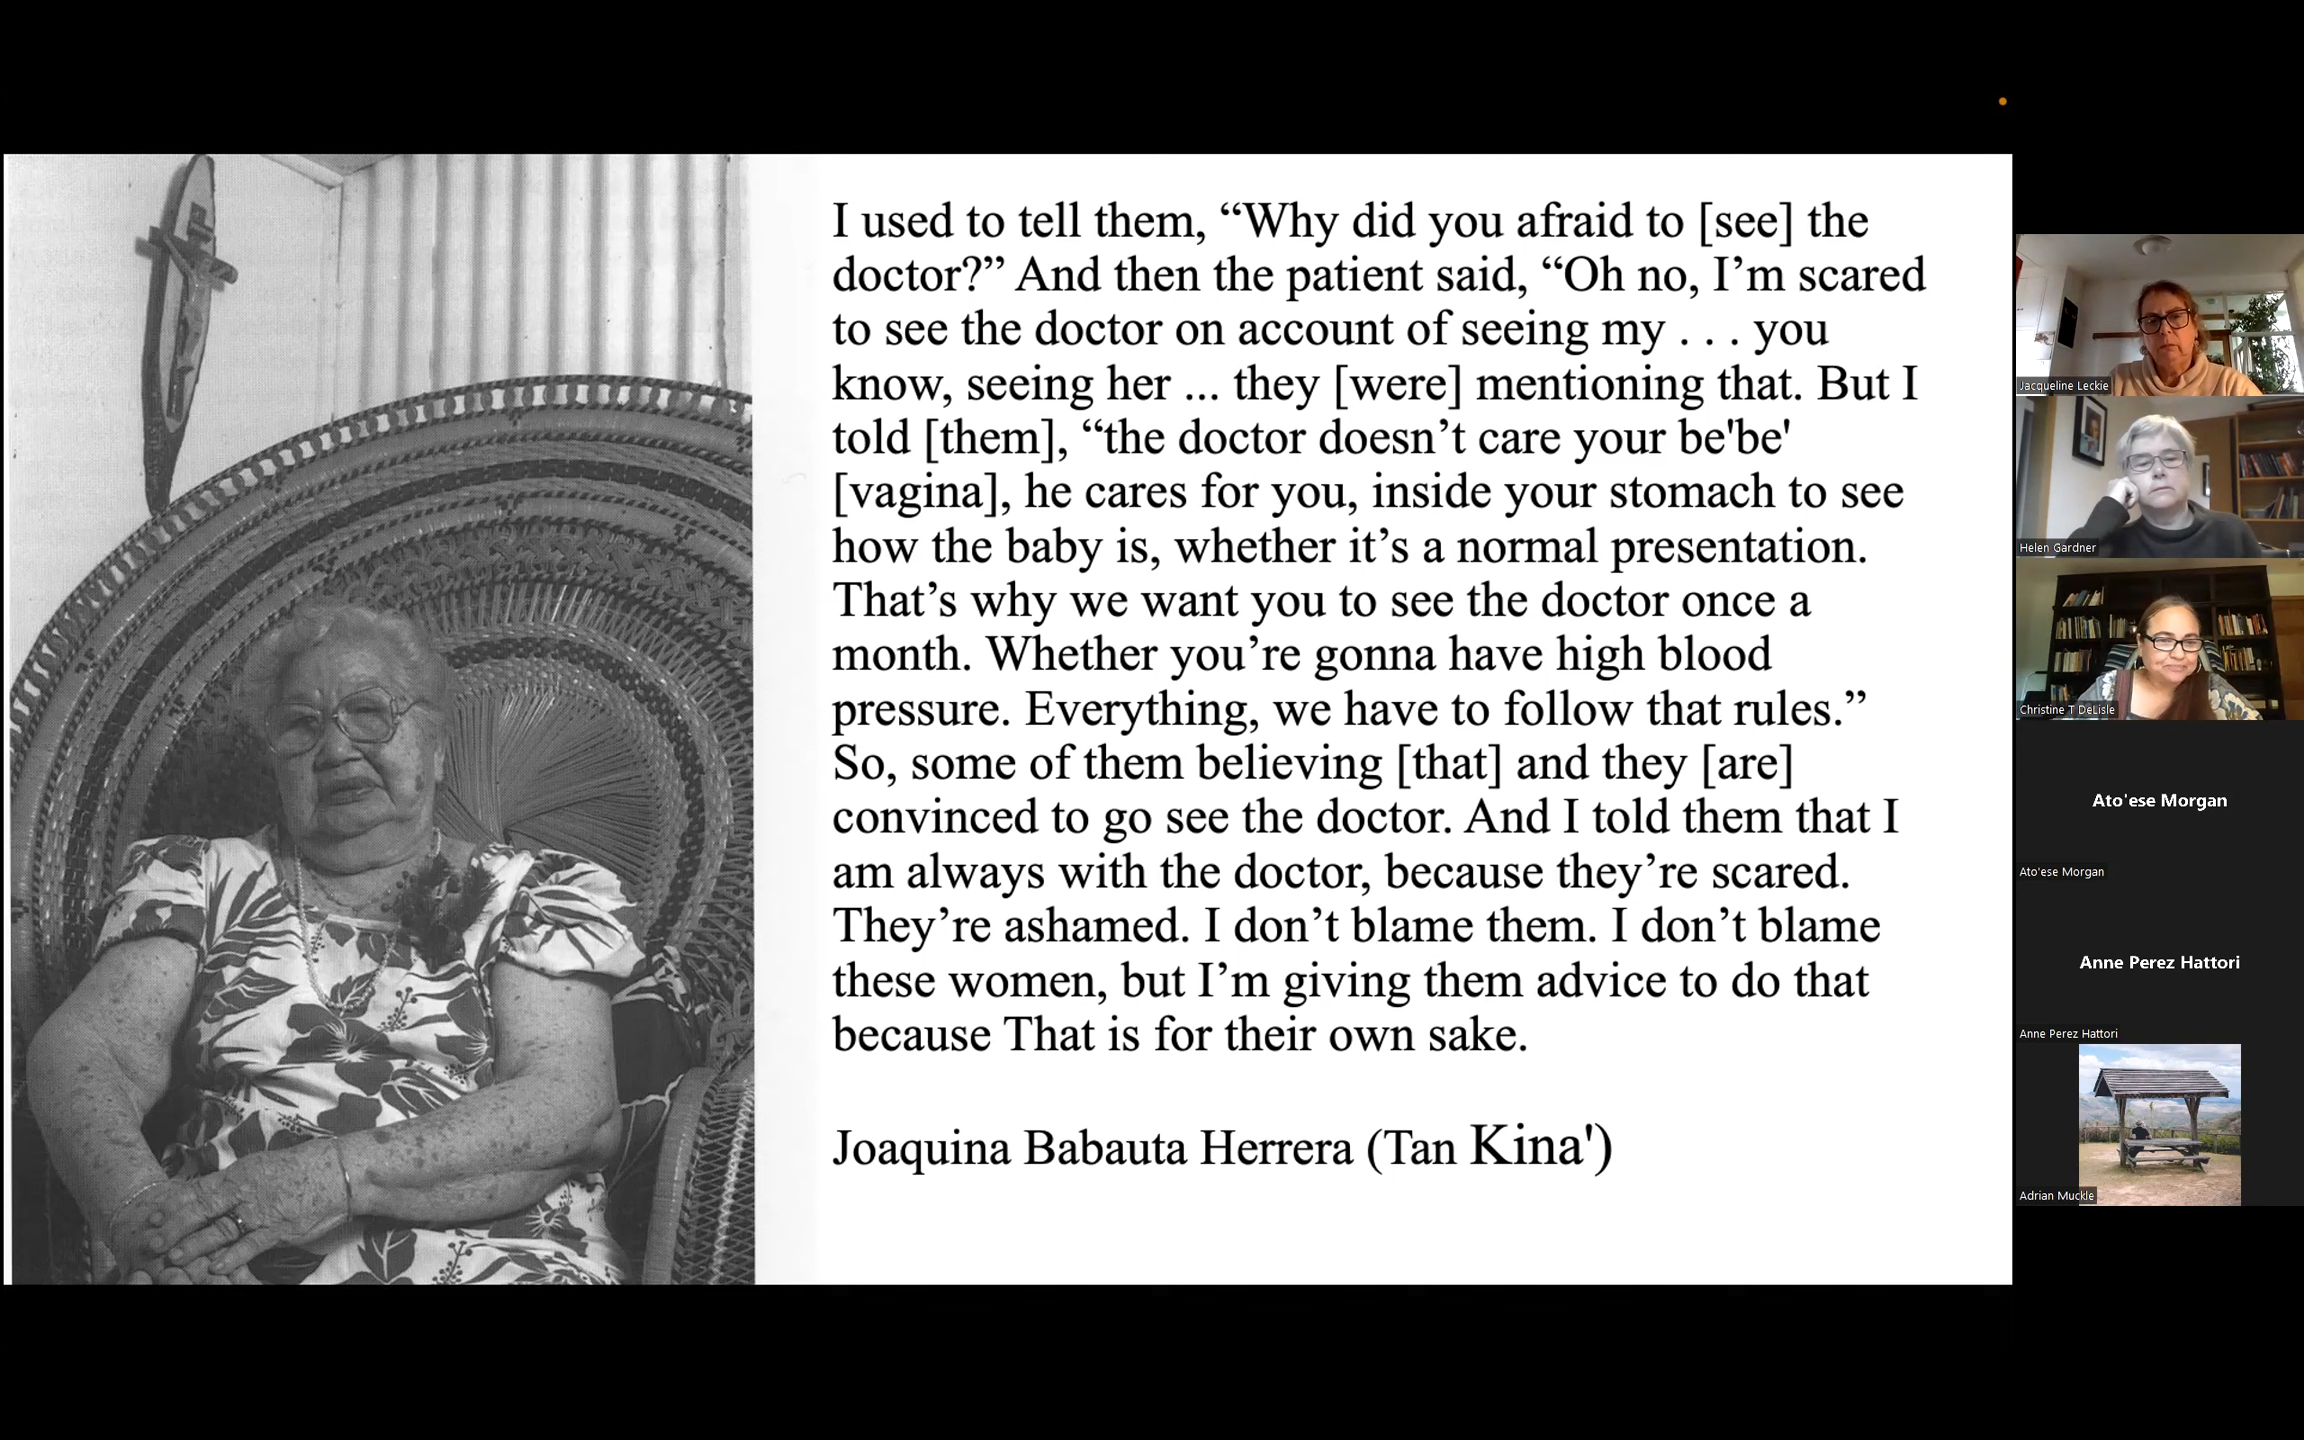 I used to tell them, “Why did you afraid to [see] the
doctor?” And then the patient said, “Oh no, I’m scared
to see the doctor on account of seeing my . . . you
know, seeing her ... they [were] mentioning that. But I
told [them], “the doctor doesn’t care your be'be'
[vagina], he cares for you, inside your stomach to see
how the baby is, whether it’s a normal presentation.
That’s why we want you to see the doctor once a
month. Whether you’re gonna have high blood
pressure. Everything, we have to follow that rules.”
So, some of them believing [that] and they [are]
convinced to go see the doctor. And I told them that I
am always with the doctor, because they’re scared.
They’re ashamed. I don’t blame them. I don’t blame
these women, but I’m giving them advice to do that
because That is for their own sake.
Joaquina Babauta Herrera (Tan Kina')
Jacqueline Leckie
Helen Gardner
Christine T DeLisle
Ato'ese Morgan
Ato'ese Morgan
Anne Perez Hattori
Anne Perez Hattori
Adrian Muckle